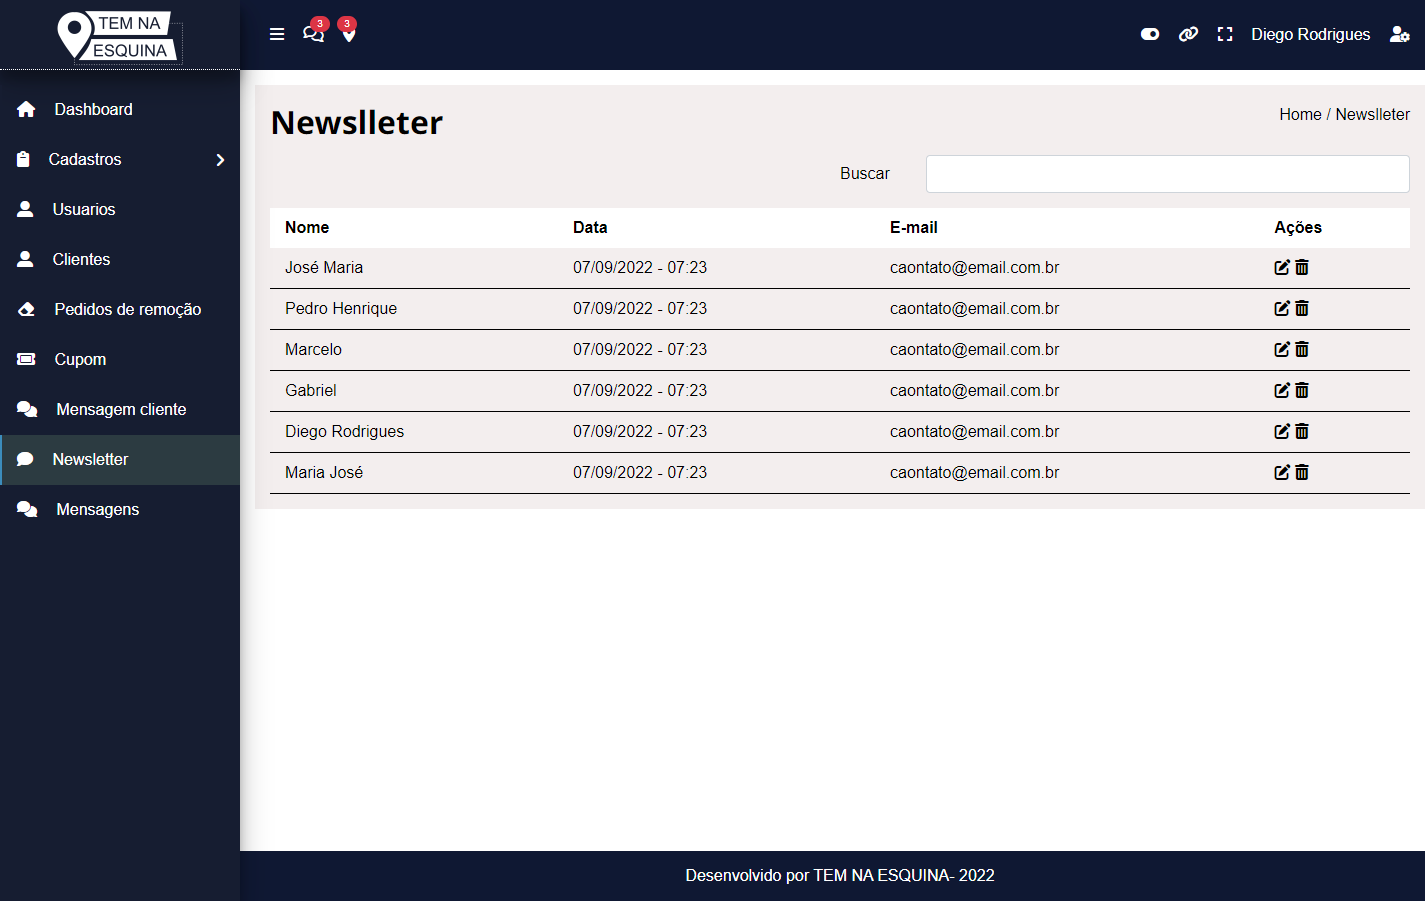 TEM NA
ESQUINA
3 3
Diego Rodrigues
Dashboard
Cadastros
Usuarios
Clientes
Pedidos de remoção
Cupom
Mensagem cliente
Newsletter
Mensagens
Newslleter
Home / Newslleter
Buscar
Nome Data E-mail Ações
José Maria 07/09/2022 - 07:23 caontato@email.com.br
Pedro Henrique 07/09/2022 - 07:23 caontato@email.com.br
Marcelo 07/09/2022 - 07:23 caontato@email.com.br
Gabriel 07/09/2022 - 07:23 caontato@email.com.br
Diego Rodrigues 07/09/2022 - 07:23 caontato@email.com.br
Maria José 07/09/2022 - 07:23 caontato@email.com.br
Desenvolvido por TEM NA ESQUINA- 2022